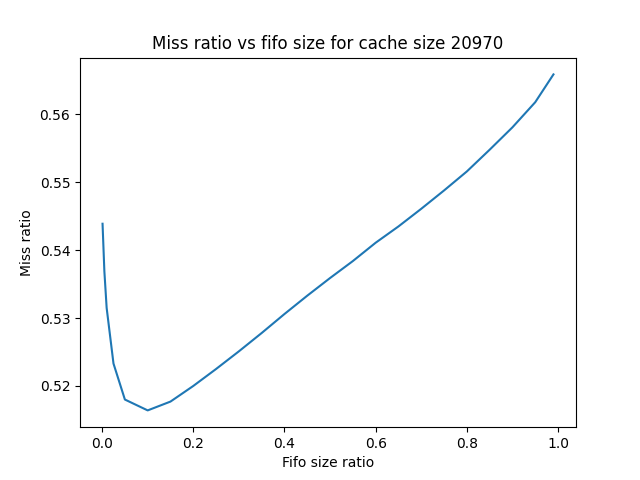 Miss ratio vs fifo size for cache size 20970
0.56
0.55
0.54
0.53
0.52
Miss ratio
0.0 0.2 0.4 0.6 0.8 1.0
Fifo size ratio